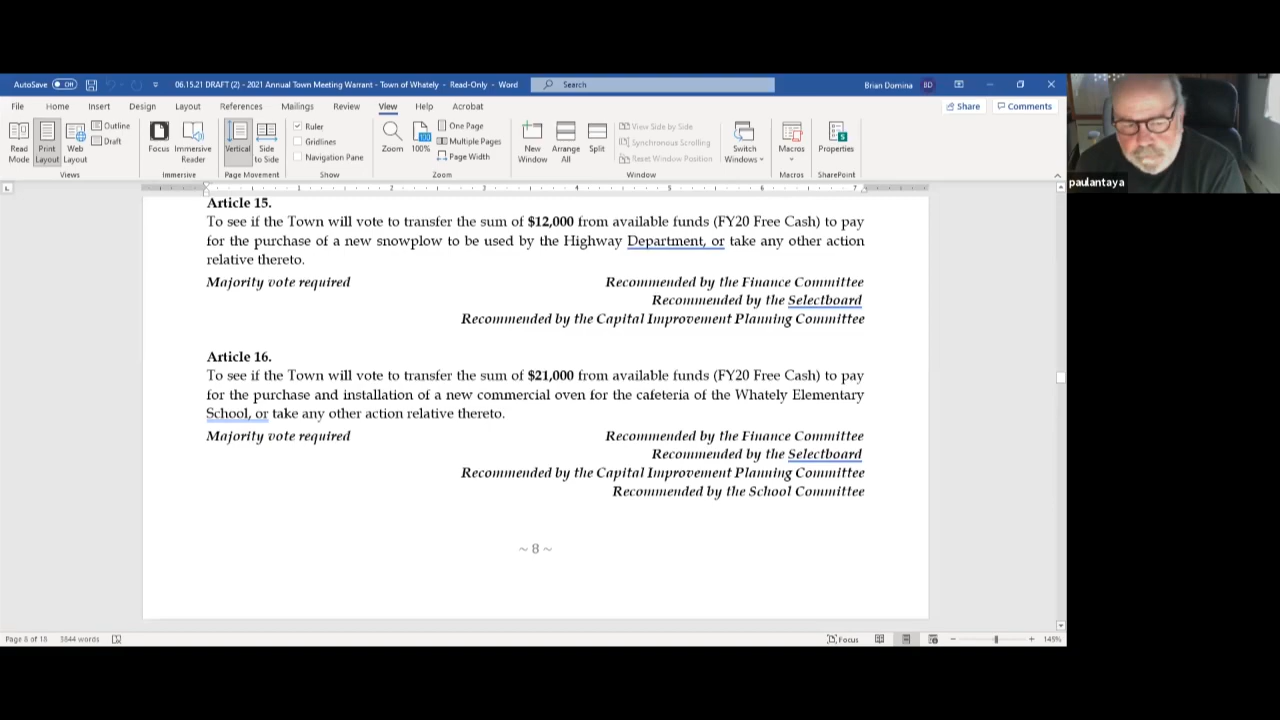 AutoSave Off 06.15.21 DRAFT (2) - 2021 Annual Town Meeting Warrant - Town of Whately - Read-Only - Word Search Brian Domina BD
File Home Insert Design Layout References Mailings Review View Help Acrobat Share Comments
Read Mode
Print Layout
Web Layout
Outline
Draft
Views
Focus
Immersive Reader
Immersive
Vertical
Side to Side
Page Movement
Ruler
Gridlines
Navigation Pane
Show
Zoom
100%
One Page
Multiple Pages
Page Width
Zoom
New Window
Arrange All
Split
View Side by Side
Synchronous Scrolling
Reset Window Position
Switch Windows
Window
Macros
Macros
Properties
SharePoint
paulantaya
1 2 3 4 5 6 7
Article 15.
To see if the Town will vote to transfer the sum of $12,000 from available funds (FY20 Free Cash) to pay
for the purchase of a new snowplow to be used by the Highway Department, or take any other action
relative thereto.
Majority vote required Recommended by the Finance Committee
Recommended by the Selectboard
Recommended by the Capital Improvement Planning Committee
Article 16.
To see if the Town will vote to transfer the sum of $21,000 from available funds (FY20 Free Cash) to pay
for the purchase and installation of a new commercial oven for the cafeteria of the Whately Elementary
School, or take any other action relative thereto.
Majority vote required Recommended by the Finance Committee
Recommended by the Selectboard
Recommended by the Capital Improvement Planning Committee
Recommended by the School Committee
~ 8 ~
Page 8 of 18 3844 words Focus 145%